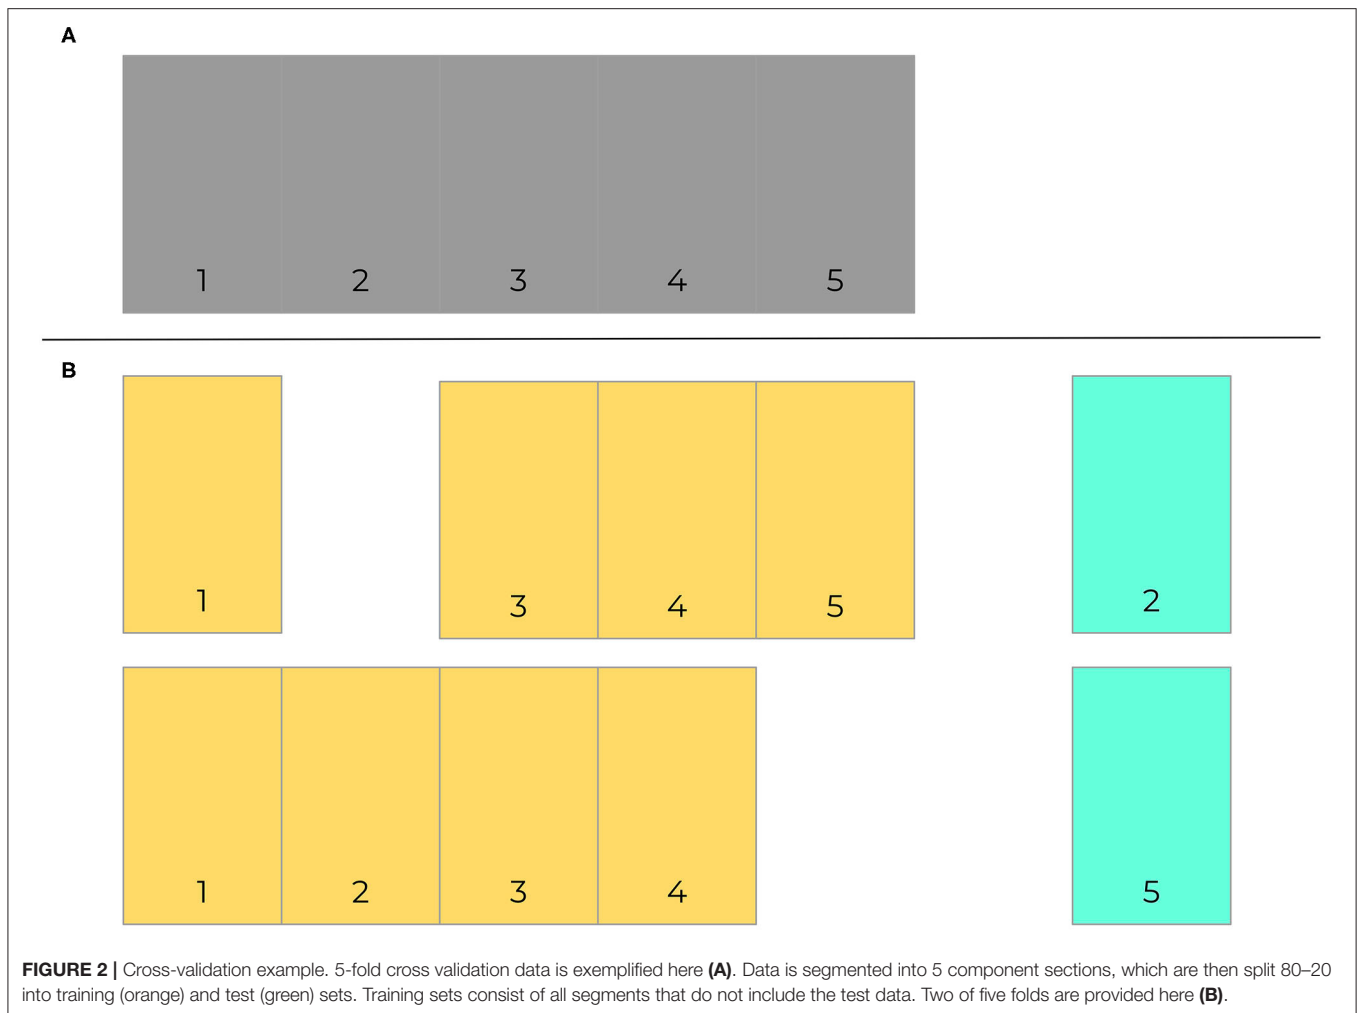 A
1 2 3 4 5
B
1 3 4 5 2
1 2 3 4 5
FIGURE 2 | Cross-validation example. 5-fold cross validation data is exemplified here (A). Data is segmented into 5 component sections, which are then split 80–20
into training (orange) and test (green) sets. Training sets consist of all segments that do not include the test data. Two of five folds are provided here (B).